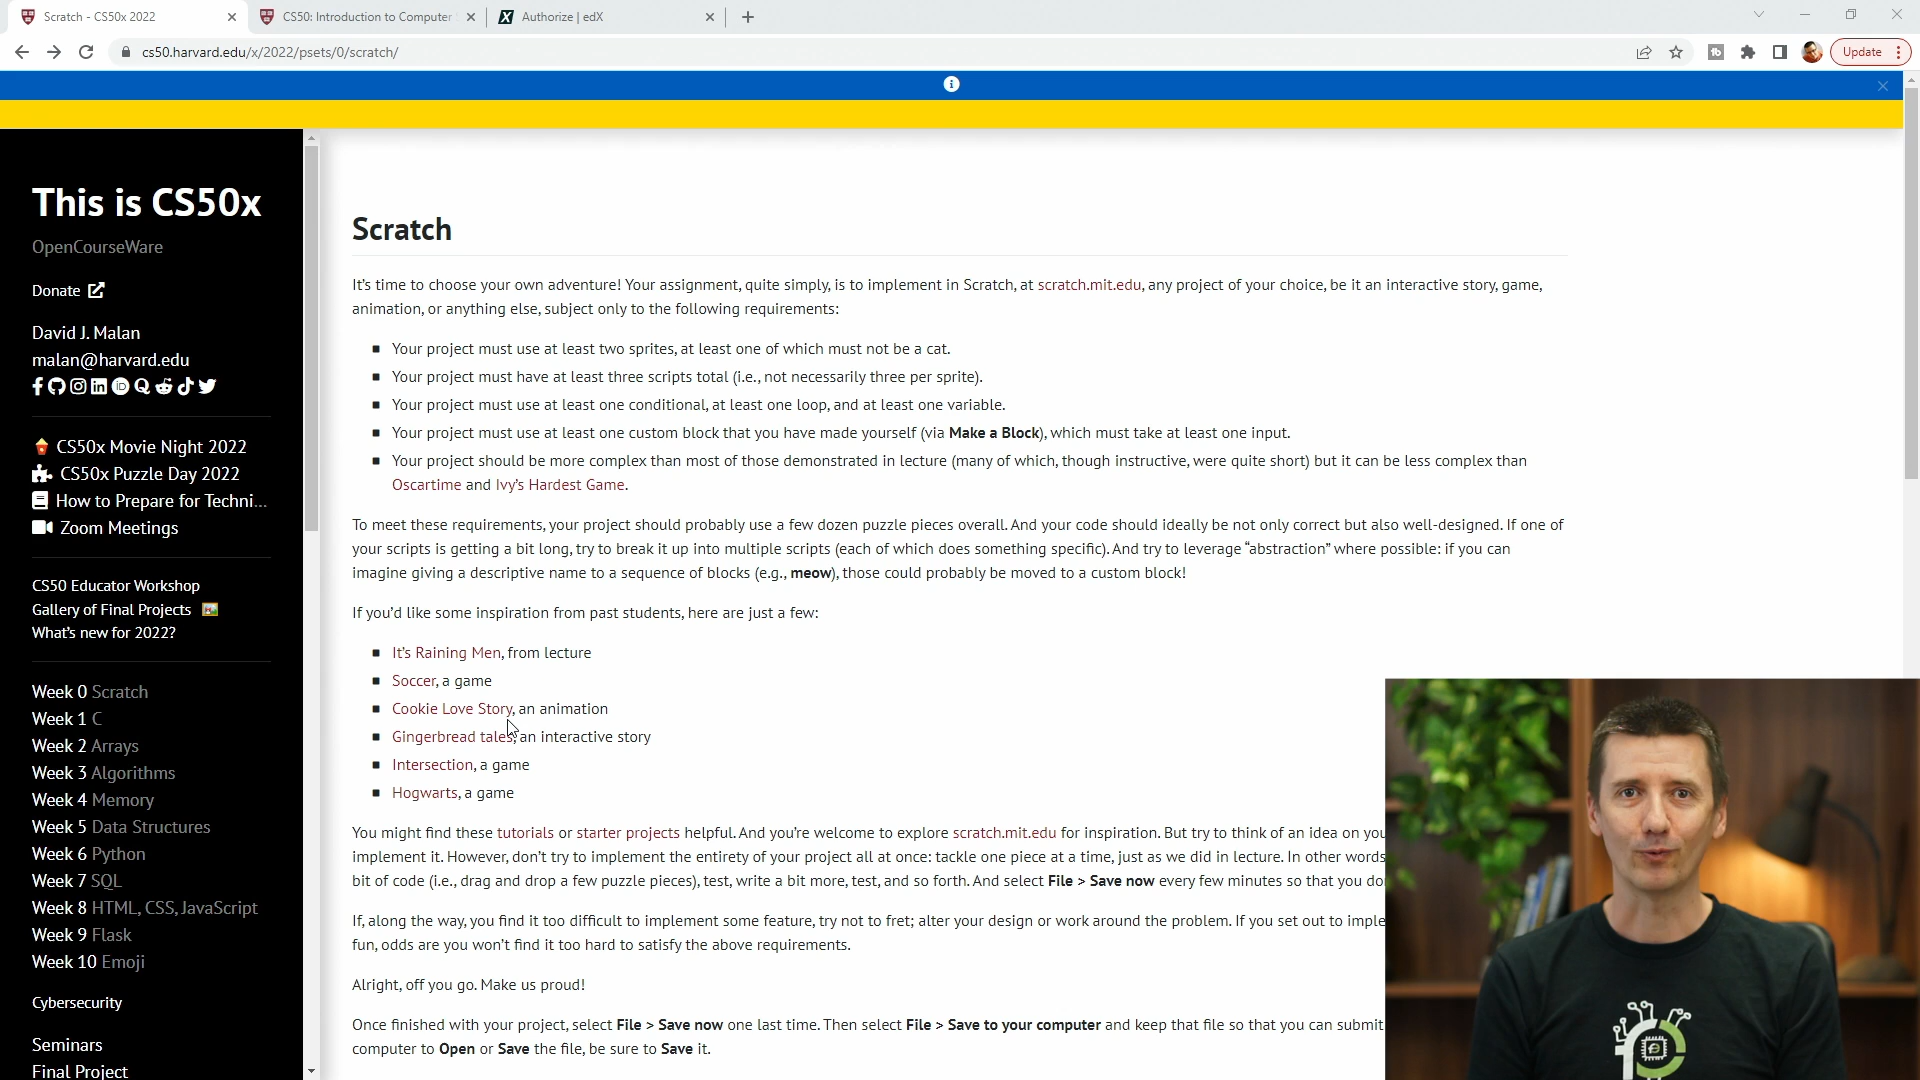 Scratch - CS50x 2022
CS50: Introduction to Computer
Authorize | edX
cs50.harvard.edu/x/2022/psets/0/scratch/
Update
This is CS50x
OpenCourseWare
Donate
David J. Malan
malan@harvard.edu
CS50x Movie Night 2022
CS50x Puzzle Day 2022
How to Prepare for Techni...
Zoom Meetings
CS50 Educator Workshop
Gallery of Final Projects
What's new for 2022?
Week 0 Scratch
Week 1 C
Week 2 Arrays
Week 3 Algorithms
Week 4 Memory
Week 5 Data Structures
Week 6 Python
Week 7 SQL
Week 8 HTML, CSS, JavaScript
Week 9 Flask
Week 10 Emoji
Cybersecurity
Seminars
Final Project
Scratch
It's time to choose your own adventure! Your assignment, quite simply, is to implement in Scratch, at scratch.mit.edu, any project of your choice, be it an interactive story, game,
animation, or anything else, subject only to the following requirements:
Your project must use at least two sprites, at least one of which must not be a cat.
Your project must have at least three scripts total (i.e., not necessarily three per sprite).
Your project must use at least one conditional, at least one loop, and at least one variable.
Your project must use at least one custom block that you have made yourself (via Make a Block), which must take at least one input.
Your project should be more complex than most of those demonstrated in lecture (many of which, though instructive, were quite short) but it can be less complex than
Oscartime and Ivy's Hardest Game.
To meet these requirements, your project should probably use a few dozen puzzle pieces overall. And your code should ideally be not only correct but also well-designed. If one of
your scripts is getting a bit long, try to break it up into multiple scripts (each of which does something specific). And try to leverage “abstraction” where possible: if you can
imagine giving a descriptive name to a sequence of blocks (e.g., meow), those could probably be moved to a custom block!
If you'd like some inspiration from past students, here are just a few:
It's Raining Men, from lecture
Soccer, a game
Cookie Love Story, an animation
Gingerbread tales, an interactive story
Intersection, a game
Hogwarts, a game
You might find these tutorials or starter projects helpful. And you're welcome to explore scratch.mit.edu for inspiration. But try to think of an idea on you
implement it. However, don't try to implement the entirety of your project all at once: tackle one piece at a time, just as we did in lecture. In other words
bit of code (i.e., drag and drop a few puzzle pieces), test, write a bit more, test, and so forth. And select File > Save now every few minutes so that you do
If, along the way, you find it too difficult to implement some feature, try not to fret; alter your design or work around the problem. If you set out to imple
fun, odds are you won't find it too hard to satisfy the above requirements.
Alright, off you go. Make us proud!
Once finished with your project, select File > Save now one last time. Then select File > Save to your computer and keep that file so that you can submit
computer to Open or Save the file, be sure to Save it.